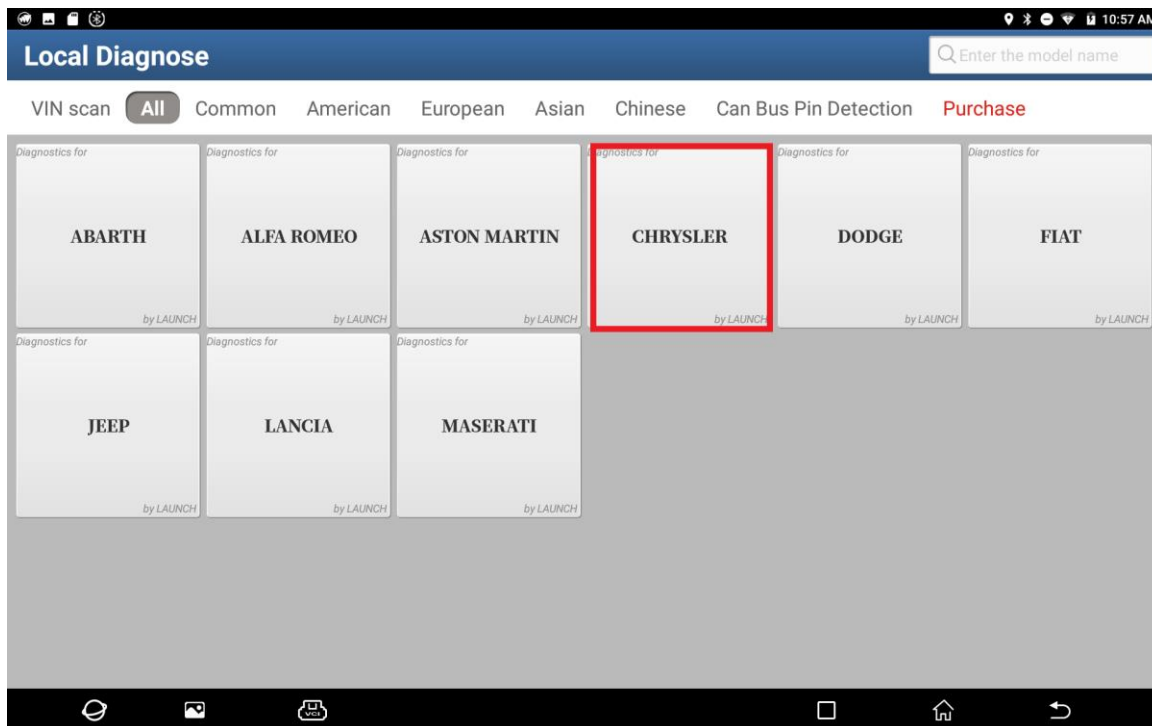 10:57 AM
Local Diagnose
Enter the model name
VIN scan All Common American European Asian Chinese Can Bus Pin Detection Purchase
Diagnostics for Diagnostics for Diagnostics for Diagnostics for Diagnostics for Diagnostics for
ABARTH ALFA ROMEO ASTON MARTIN CHRYSLER DODGE FIAT
by LAUNCH by LAUNCH by LAUNCH by LAUNCH by LAUNCH by LAUNCH
Diagnostics for Diagnostics for Diagnostics for
JEEP LANCIA MASERATI
by LAUNCH by LAUNCH by LAUNCH
VCI